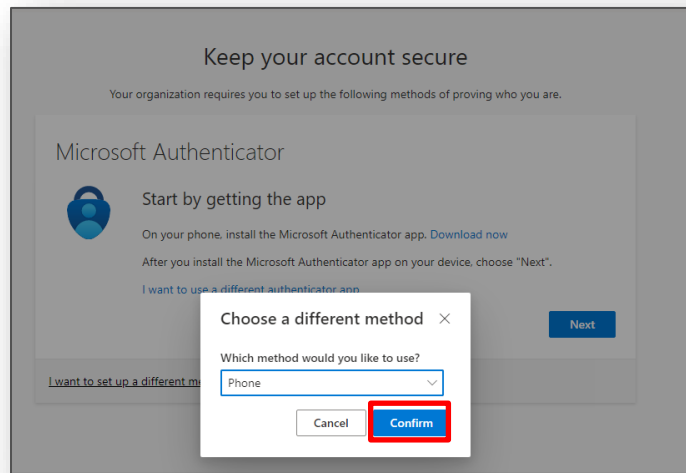 Keep your account secure
Your organization requires you to set up the following methods of proving who you are.
Microsoft Authenticator
Start by getting the app
On your phone, install the Microsoft Authenticator app. Download now
After you install the Microsoft Authenticator app on your device, choose "Next".
I want to use a different authenticator app
Choose a different method
Next
Which method would you like to use?
I want to set up a different m
Phone
Cancel
Confirm